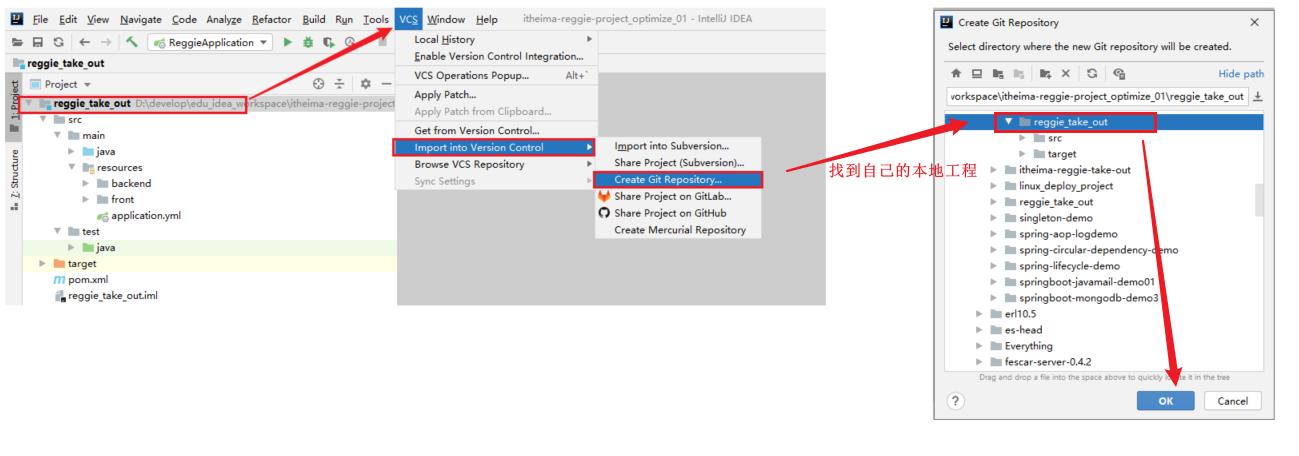 File Edit View Navigate Code Analyze Refactor Build Run Tools VCS Window Help itheima-reggie-project_optimize_01 - IntelliJ IDEA
ReggieApplication
reggie_take_out
1: Project
7: Structure
Project
reggie_take_out D:\develop\edu_idea_workspace\itheima-reggie-project
src
main
java
resources
backend
front
application.yml
test
java
target
pom.xml
reggie_take_out.iml
Local History
Enable Version Control Integration...
VCS Operations Popup... Alt+`
Apply Patch...
Apply Patch from Clipboard...
Get from Version Control...
Import into Version Control
Browse VCS Repository
Sync Settings
Import into Subversion...
Share Project (Subversion)...
Create Git Repository...
Share Project on GitLab...
Share Project on GitHub
Create Mercurial Repository
找到自己的本地工程
Create Git Repository
Select directory where the new Git repository will be created.
Hide path
vorkspace\itheima-reggie-project_optimize_01\reggie_take_out
reggie_take_out
src
target
itheima-reggie-take-out
linux_deploy_project
reggie_take_out
singleton-demo
spring-aop-logdemo
spring-circular-dependency-demo
spring-lifecycle-demo
springboot-javamail-demo01
springboot-mongodb-demo3
erl10.5
es-head
Everything
fescar-server-0.4.2
Drag and drop a file into the space above to quickly locate it in the tree
?
OK
Cancel